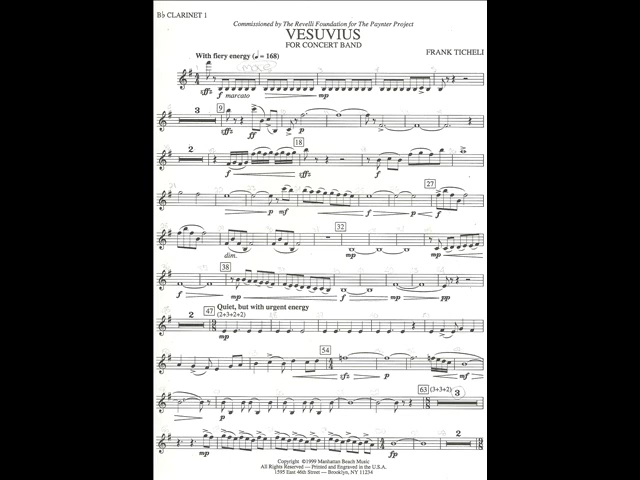 B♭ CLARINET 1
Commissioned by The Revelli Foundation for The Paynter Project
VESUVIUS
FOR CONCERT BAND
FRANK TICHELI
With fiery energy (♩ = 168)
sffz f marcato mp
3 9 ff p
2 18 f sffz f
p mf f p f 27
dim. 32 mp mp
38 f mp f mp pp
47 Quiet, but with urgent energy
(2+3+2+2)
2 mp
54 sfz p mf
p 63 (3+3+2) 3
mp fp 2
Copyright ©1999 Manhattan Beach Music
All Rights Reserved — Printed and Engraved in the U.S.A.
1595 East 46th Street — Brooklyn, NY 11234